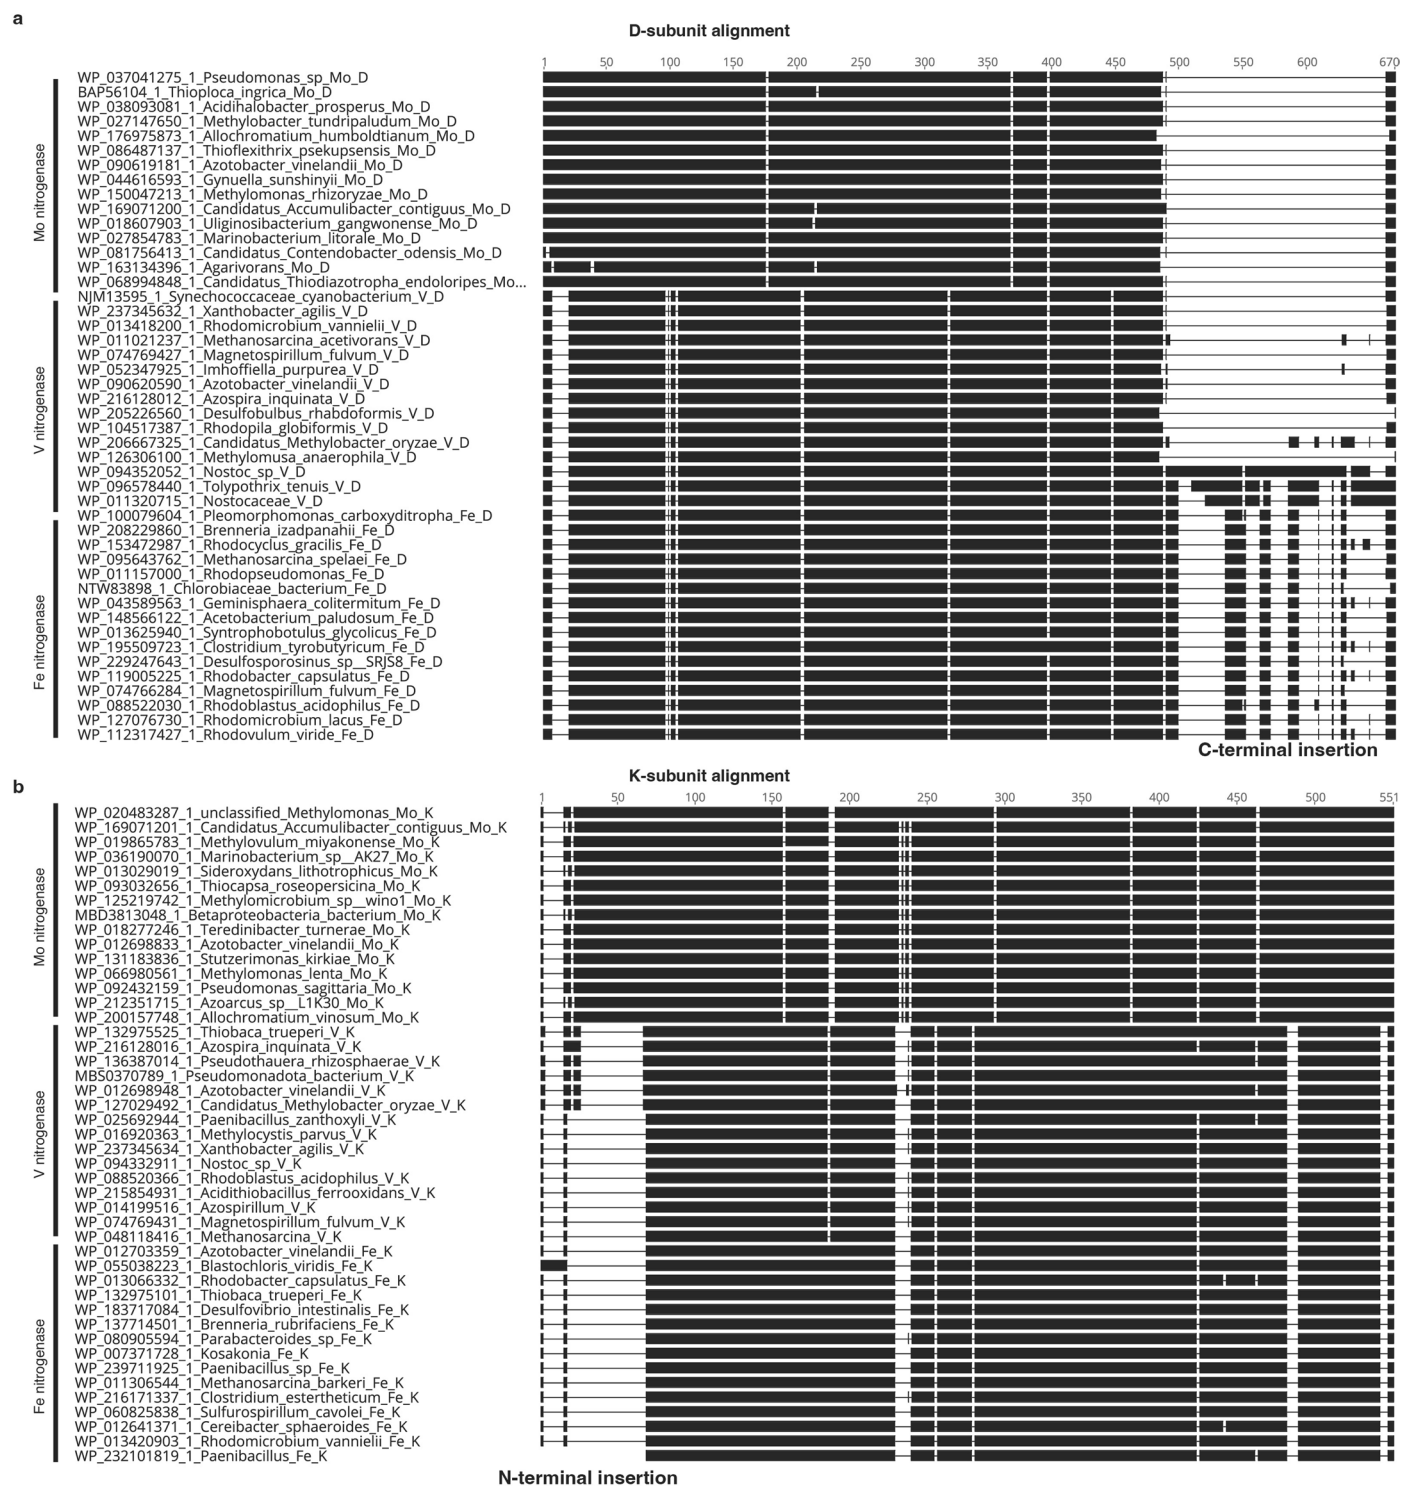 a
D-subunit alignment
1 50 100 150 200 250 300 350 400 450 500 550 600 670
Mo nitrogenase
WP_037041275_1_Pseudomonas_sp_Mo_D
BAP56104_1_Thioploca_ingrica_Mo_D
WP_038093081_1_Acidihalobacter_prosperus_Mo_D
WP_027147650_1_Methylobacter_tundripaludum_Mo_D
WP_176975873_1_Allochromatium_humboldtianum_Mo_D
WP_086487137_1_Thioflexithrix_psekupsensis_Mo_D
WP_090619181_1_Azotobacter_vinelandii_Mo_D
WP_044616593_1_Gynuella_sunshinyii_Mo_D
WP_150047213_1_Methylomonas_rhizoryzae_Mo_D
WP_169071200_1_Candidatus_Accumulibacter_contiguus_Mo_D
WP_018607903_1_Uliginosibacterium_gangwonense_Mo_D
WP_027854783_1_Marinobacterium_litorale_Mo_D
WP_081756413_1_Candidatus_Contendobacter_odensis_Mo_D
WP_163134396_1_Agarivorans_Mo_D
WP_068994848_1_Candidatus_Thiodiazotropha_endoloripes_Mo...
V nitrogenase
NJM13595_1_Synechococcaceae_cyanobacterium_V_D
WP_237345632_1_Xanthobacter_agilis_V_D
WP_013418200_1_Rhodomicrobium_vannielii_V_D
WP_011021237_1_Methanosarcina_acetivorans_V_D
WP_074769427_1_Magnetospirillum_fulvum_V_D
WP_052347925_1_Imhoffiella_purpurea_V_D
WP_090620590_1_Azotobacter_vinelandii_V_D
WP_216128012_1_Azospira_inquinata_V_D
WP_205226560_1_Desulfobulbus_rhabdoformis_V_D
WP_104517387_1_Rhodopila_globiformis_V_D
WP_206667325_1_Candidatus_Methylobacter_oryzae_V_D
WP_126306100_1_Methylomusa_anaerophila_V_D
WP_094352052_1_Nostoc_sp_V_D
WP_096578440_1_Tolypothrix_tenuis_V_D
WP_011320715_1_Nostocaceae_V_D
Fe nitrogenase
WP_100079604_1_Pleomorphomonas_carboxyditropha_Fe_D
WP_208229860_1_Brenneria_izadpanahii_Fe_D
WP_153472987_1_Rhodocyclus_gracilis_Fe_D
WP_095643762_1_Methanosarcina_spelaei_Fe_D
WP_011157000_1_Rhodopseudomonas_Fe_D
NTW83898_1_Chlorobiaceae_bacterium_Fe_D
WP_043589563_1_Geminisphaera_colitermitum_Fe_D
WP_148566122_1_Acetobacterium_paludosum_Fe_D
WP_013625940_1_Syntrophobotulus_glycolicus_Fe_D
WP_195509723_1_Clostridium_tyrobutyricum_Fe_D
WP_229247643_1_Desulfosporosinus_sp__SRJS8_Fe_D
WP_119005225_1_Rhodobacter_capsulatus_Fe_D
WP_074766284_1_Magnetospirillum_fulvum_Fe_D
WP_088522030_1_Rhodoblastus_acidophilus_Fe_D
WP_127076730_1_Rhodomicrobium_lacus_Fe_D
WP_112317427_1_Rhodovulum_viride_Fe_D
C-terminal insertion
b
K-subunit alignment
1 50 100 150 200 250 300 350 400 450 500 551
Mo nitrogenase
WP_020483287_1_unclassified_Methylomonas_Mo_K
WP_169071201_1_Candidatus_Accumulibacter_contiguus_Mo_K
WP_019865783_1_Methylovulum_miyakonense_Mo_K
WP_036190070_1_Marinobacterium_sp__AK27_Mo_K
WP_013029019_1_Sideroxydans_lithotrophicus_Mo_K
WP_093032656_1_Thiocapsa_roseopersicina_Mo_K
WP_125219742_1_Methylomicrobium_sp__wino1_Mo_K
MBD3813048_1_Betaproteobacteria_bacterium_Mo_K
WP_018277246_1_Teredinibacter_turnerae_Mo_K
WP_012698833_1_Azotobacter_vinelandii_Mo_K
WP_131183836_1_Stutzerimonas_kirkiae_Mo_K
WP_066980561_1_Methylomonas_lenta_Mo_K
WP_092432159_1_Pseudomonas_sagittaria_Mo_K
WP_212351715_1_Azoarcus_sp__L1K30_Mo_K
WP_200157748_1_Allochromatium_vinosum_Mo_K
V nitrogenase
WP_132975525_1_Thiobaca_trueperi_V_K
WP_216128016_1_Azospira_inquinata_V_K
WP_136387014_1_Pseudothauera_rhizosphaerae_V_K
MBS0370789_1_Pseudomonadota_bacterium_V_K
WP_012698948_1_Azotobacter_vinelandii_V_K
WP_127029492_1_Candidatus_Methylobacter_oryzae_V_K
WP_025692944_1_Paenibacillus_zanthoxyli_V_K
WP_016920363_1_Methylocystis_parvus_V_K
WP_237345634_1_Xanthobacter_agilis_V_K
WP_094332911_1_Nostoc_sp_V_K
WP_088520366_1_Rhodoblastus_acidophilus_V_K
WP_215854931_1_Acidithiobacillus_ferrooxidans_V_K
WP_014199516_1_Azospirillum_V_K
WP_074769431_1_Magnetospirillum_fulvum_V_K
WP_048118416_1_Methanosarcina_V_K
Fe nitrogenase
WP_012703359_1_Azotobacter_vinelandii_Fe_K
WP_055038223_1_Blastochloris_viridis_Fe_K
WP_013066332_1_Rhodobacter_capsulatus_Fe_K
WP_132975101_1_Thiobaca_trueperi_Fe_K
WP_183717084_1_Desulfovibrio_intestinalis_Fe_K
WP_137714501_1_Brenneria_rubrifaciens_Fe_K
WP_080905594_1_Parabacteroides_sp_Fe_K
WP_007371728_1_Kosakonia_Fe_K
WP_239711925_1_Paenibacillus_sp_Fe_K
WP_011306544_1_Methanosarcina_barkeri_Fe_K
WP_216171337_1_Clostridium_estertheticum_Fe_K
WP_060825838_1_Sulfurospirillum_cavolei_Fe_K
WP_012641371_1_Cereibacter_sphaeroides_Fe_K
WP_013420903_1_Rhodomicrobium_vannielii_Fe_K
WP_232101819_1_Paenibacillus_Fe_K
N-terminal insertion